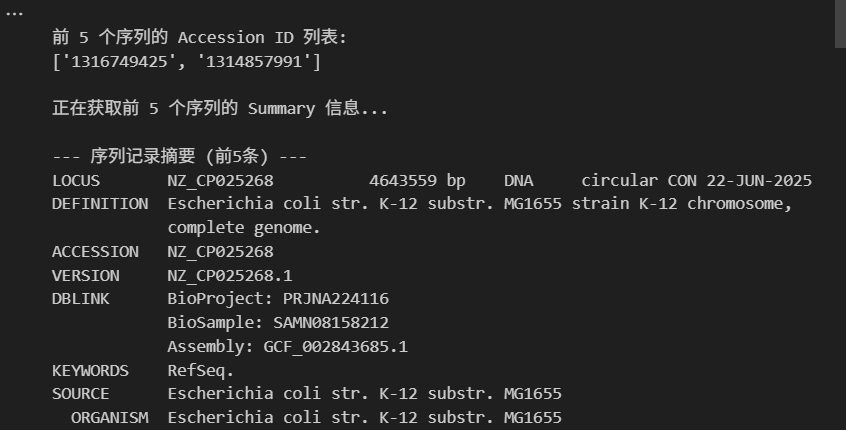 ...
前 5 个序列的 Accession ID 列表:
['1316749425', '1314857991']
正在获取前 5 个序列的 Summary 信息...
--- 序列记录摘要 (前5条) ---
LOCUS       NZ_CP025268          4643559 bp    DNA     circular CON 22-JUN-2025
DEFINITION  Escherichia coli str. K-12 substr. MG1655 strain K-12 chromosome,
            complete genome.
ACCESSION   NZ_CP025268
VERSION     NZ_CP025268.1
DBLINK      BioProject: PRJNA224116
            BioSample: SAMN08158212
            Assembly: GCF_002843685.1
KEYWORDS    RefSeq.
SOURCE      Escherichia coli str. K-12 substr. MG1655
  ORGANISM  Escherichia coli str. K-12 substr. MG1655